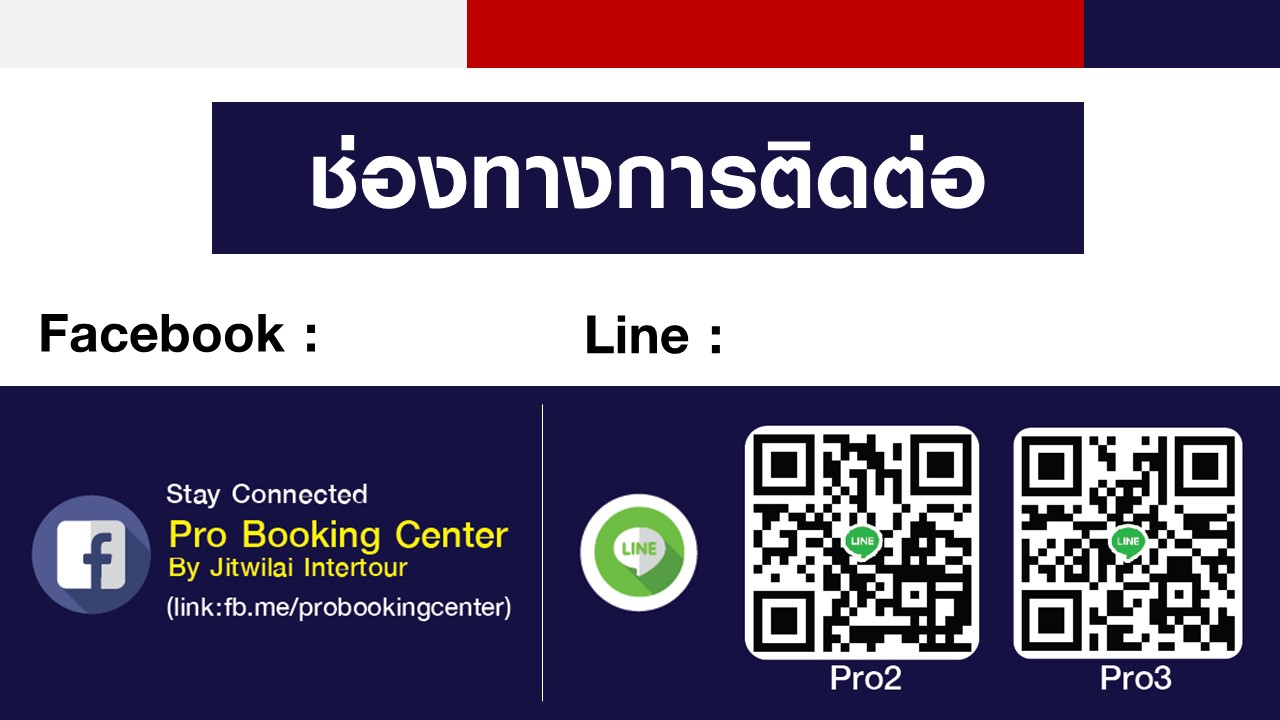 ช่องทางการติดต่อ
Facebook :
Line :
Stay Connected
Pro Booking Center
By Jitwilai Intertour
(link:fb.me/probookingcenter)
LINE
LINE
LINE
Pro2
Pro3